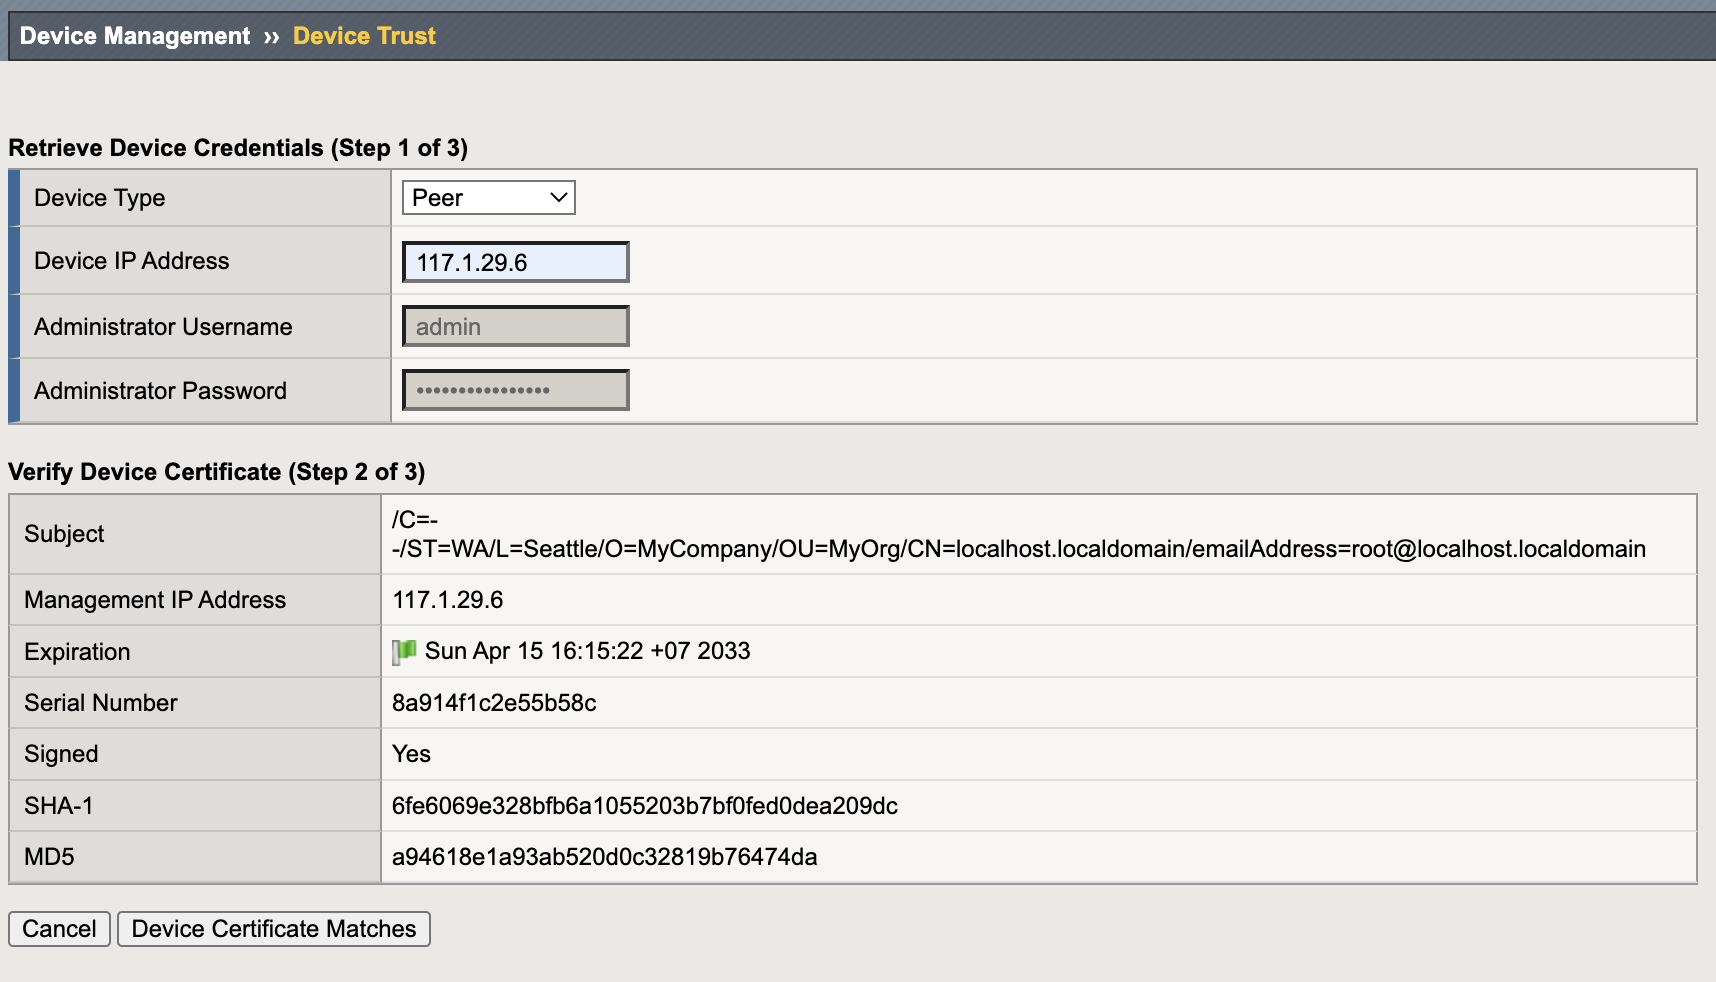 Device Management ›› Device Trust
Retrieve Device Credentials (Step 1 of 3)
Device Type Peer
Device IP Address 117.1.29.6
Administrator Username admin
Administrator Password ••••••••••••••••
Verify Device Certificate (Step 2 of 3)
Subject /C=-
-/ST=WA/L=Seattle/O=MyCompany/OU=MyOrg/CN=localhost.localdomain/emailAddress=root@localhost.localdomain
Management IP Address 117.1.29.6
Expiration Sun Apr 15 16:15:22 +07 2033
Serial Number 8a914f1c2e55b58c
Signed Yes
SHA-1 6fe6069e328bfb6a1055203b7bf0fed0dea209dc
MD5 a94618e1a93ab520d0c32819b76474da
Cancel Device Certificate Matches